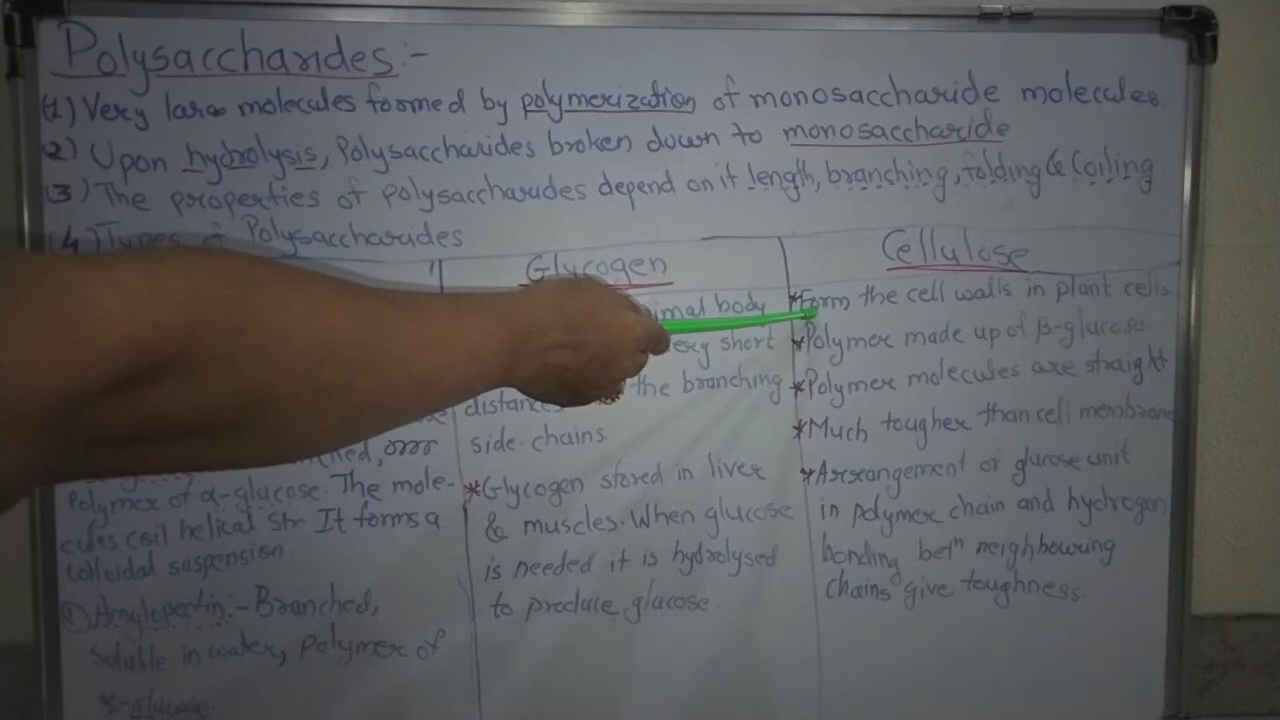 Polysaccharides:-
(1) Very large molecules formed by polymerization of monosaccharide molecules
2) Upon hydrolysis, Polysaccharides broken down to monosaccharide
(3) The properties of polysaccharudes depend on it length, branching, folding & Coiling
(4) Types of Polysaccharides
polymer of α-glucose. The mole-
cules coil helical str. It forms a
colloidal suspension.
② Amylopectin:- Branched,
soluble in water, polymer of
α-glucose.
Glycogen
body
very short
the branching
side chains
*Glycogen stored in liver
& muscles. When glucose
is needed it is hydrolysed
to produce glucose.
Cellulose
*Form the cell walls in plant cells.
*Polymer made up of β-glucose
*Polymer molecules are straight
*Much tougher than cell membrane
*Arrangement of glucose unit
in polymer chain and hydrogen
bonding betn neighbouring
chains give toughness.